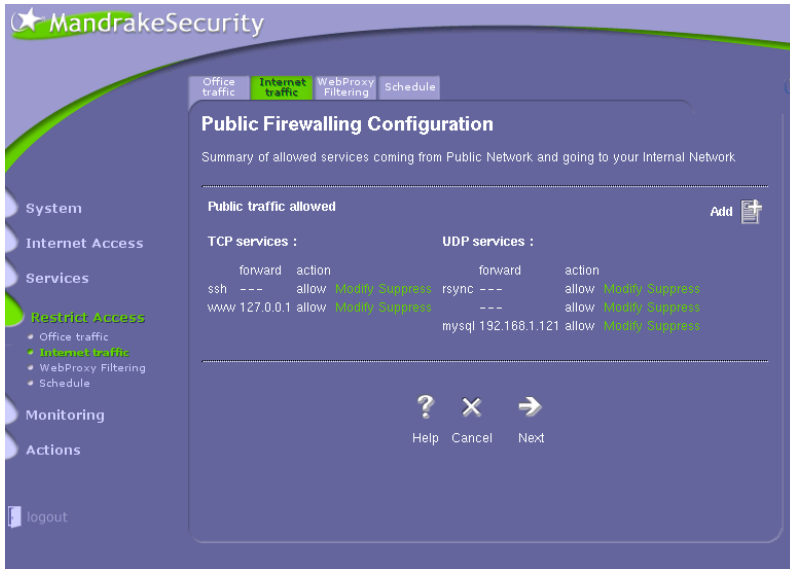 MandrakeSecurity
Office traffic
Internet traffic
WebProxy Filtering
Schedule
Public Firewalling Configuration
Summary of allowed services coming from Public Network and going to your Internal Network
System
Internet Access
Services
Restrict Access
Office traffic
Internet traffic
WebProxy Filtering
Schedule
Monitoring
Actions
logout
Public traffic allowed
Add
TCP services :
forward action
ssh --- allow Modify Suppress
www 127.0.0.1 allow Modify Suppress
UDP services :
forward action
rsync --- allow Modify Suppress
--- allow Modify Suppress
mysql 192.168.1.121 allow Modify Suppress
Help
Cancel
Next